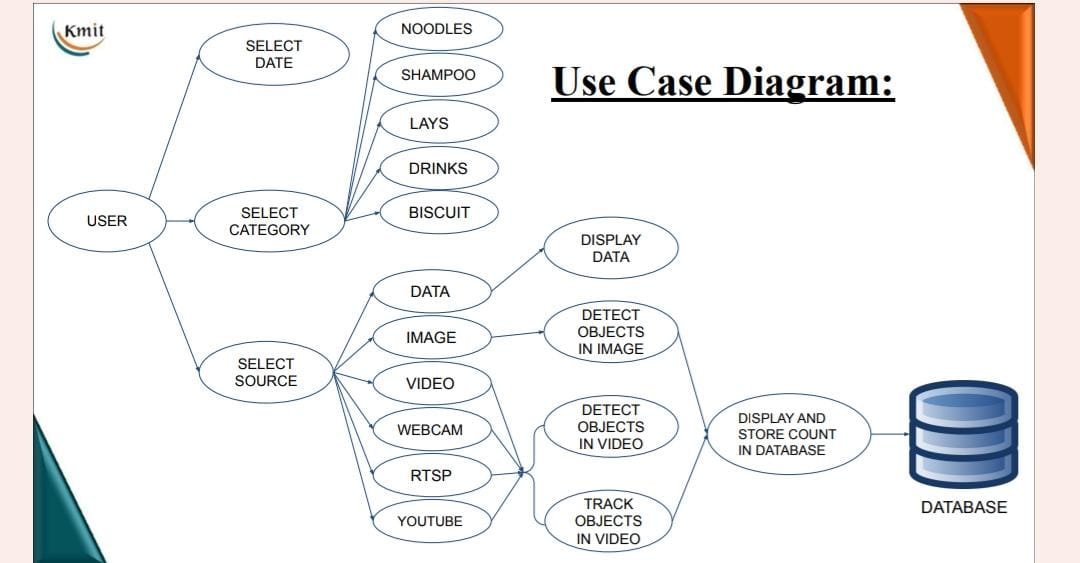 Kmit
Use Case Diagram:
USER
SELECT
DATE
SELECT
CATEGORY
SELECT
SOURCE
NOODLES
SHAMPOO
LAYS
DRINKS
BISCUIT
DATA
IMAGE
VIDEO
WEBCAM
RTSP
YOUTUBE
DISPLAY
DATA
DETECT
OBJECTS
IN IMAGE
DETECT
OBJECTS
IN VIDEO
TRACK
OBJECTS
IN VIDEO
DISPLAY AND
STORE COUNT
IN DATABASE
DATABASE